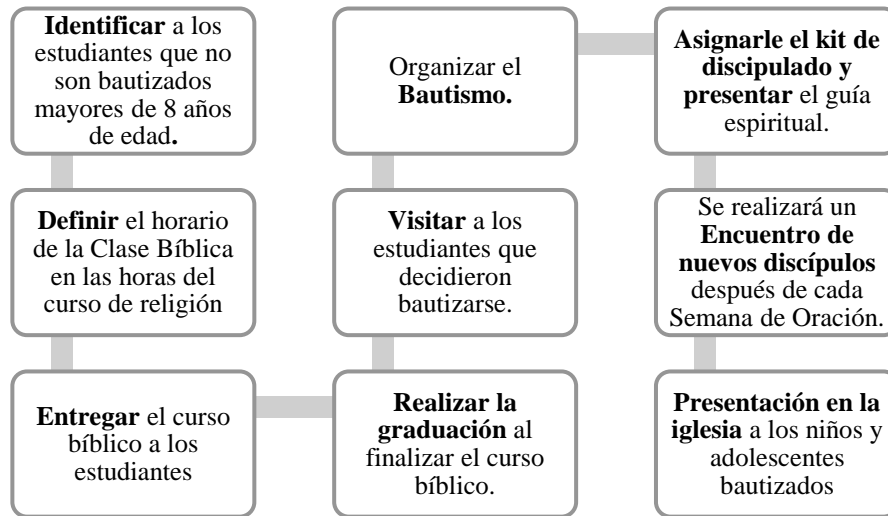 Identificar a los
estudiantes que no
son bautizados
mayores de 8 años
de edad.
Definir el horario
de la Clase Bíblica
en las horas del
curso de religión
Entregar el curso
bíblico a los
estudiantes
Realizar la
graduación al
finalizar el curso
bíblico.
Visitar a los
estudiantes que
decidieron
bautizarse.
Organizar el
Bautismo.
Asignarle el kit de
discipulado y
presentar el guía
espiritual.
Se realizará un
Encuentro de
nuevos discípulos
después de cada
Semana de Oración.
Presentación en la
iglesia a los niños y
adolescentes
bautizados